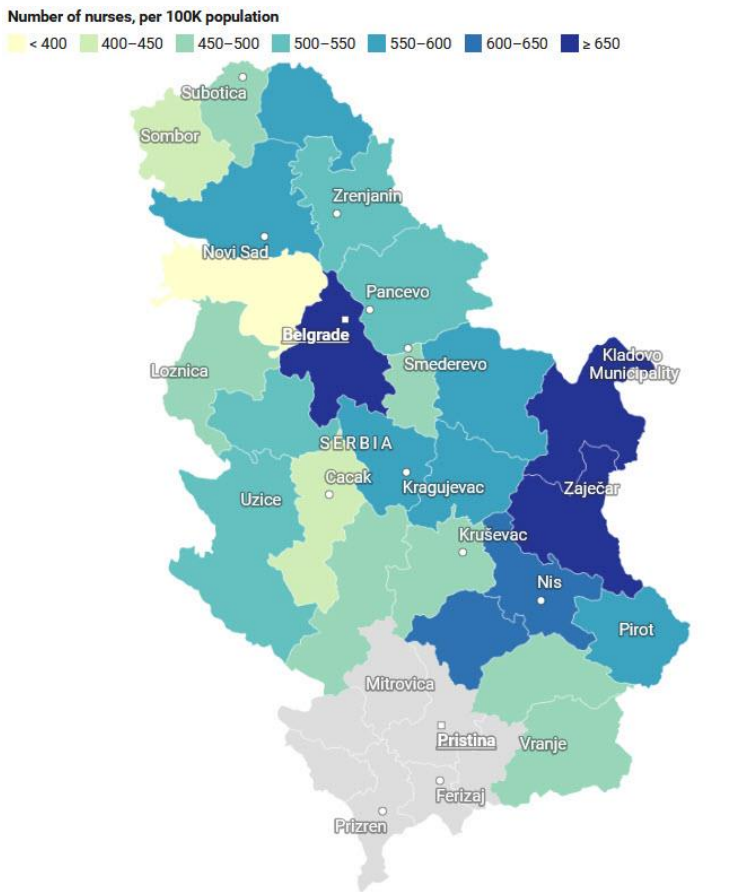 Number of nurses, per 100K population
< 400 400–450 450–500 500–550 550–600 600–650 ≥ 650
Subotica
Sombor
Zrenjanin
Novi Sad
Pancevo
Belgrade
Kladovo
Municipality
Smederevo
Loznica
SERBIA
Cacak
Kragujevac
Zaječar
Uzice
Kruševac
Nis
Pirot
Mitrovica
Pristina
Vranje
Ferizaj
Prizren